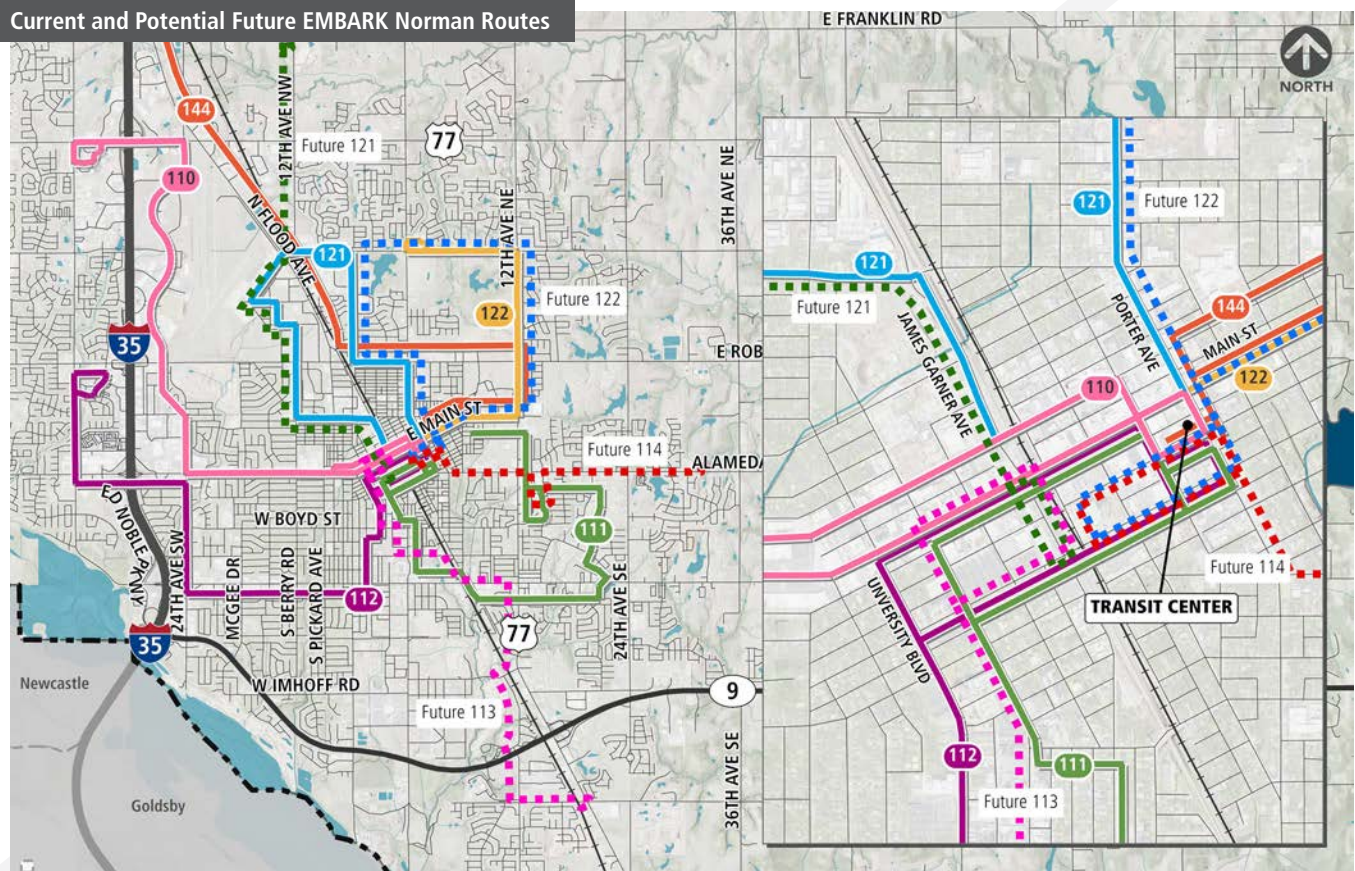 Current and Potential Future EMBARK Norman Routes
E FRANKLIN RD
NORTH
144
12TH AVE NW
Future 121
77
110
N FLOOD AVE
12TH AVE NE
36TH AVE NE
121
Future 122
122
35
E ROB
E MAIN ST
Future 114
ALAMEDA
ED NOBLE PKWY
W BOYD ST
111
24TH AVE SW
MCGEE DR
S BERRY RD
S PICKARD AVE
112
24TH AVE SE
77
35
Newcastle
W IMHOFF RD
9
Future 113
36TH AVE SE
Goldsby
121
Future 122
121
Future 121
JAMES GARNER AVE
PORTER AVE
144
MAIN ST
122
110
Future 114
TRANSIT CENTER
UNVERSITY BLVD
112
111
Future 113